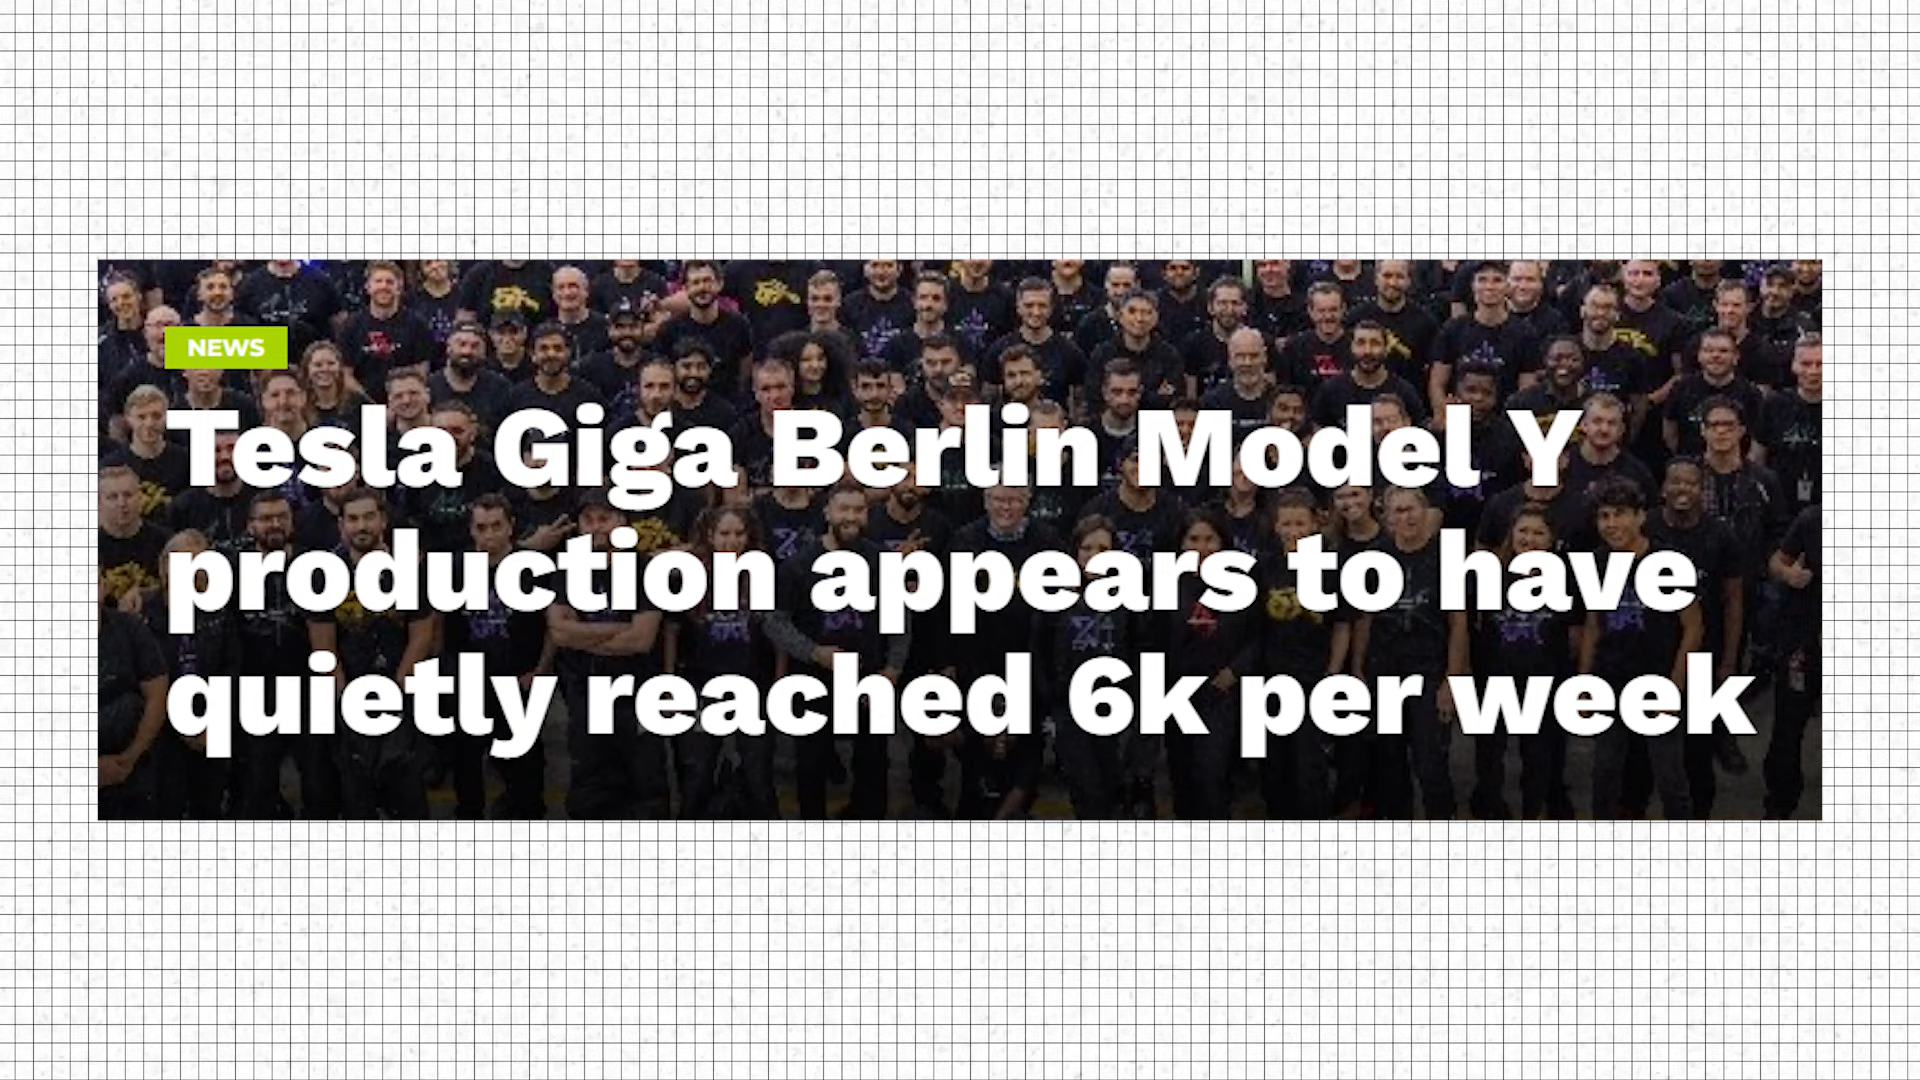 NEWS
Tesla Giga Berlin Model Y
production appears to have
quietly reached 6k per week